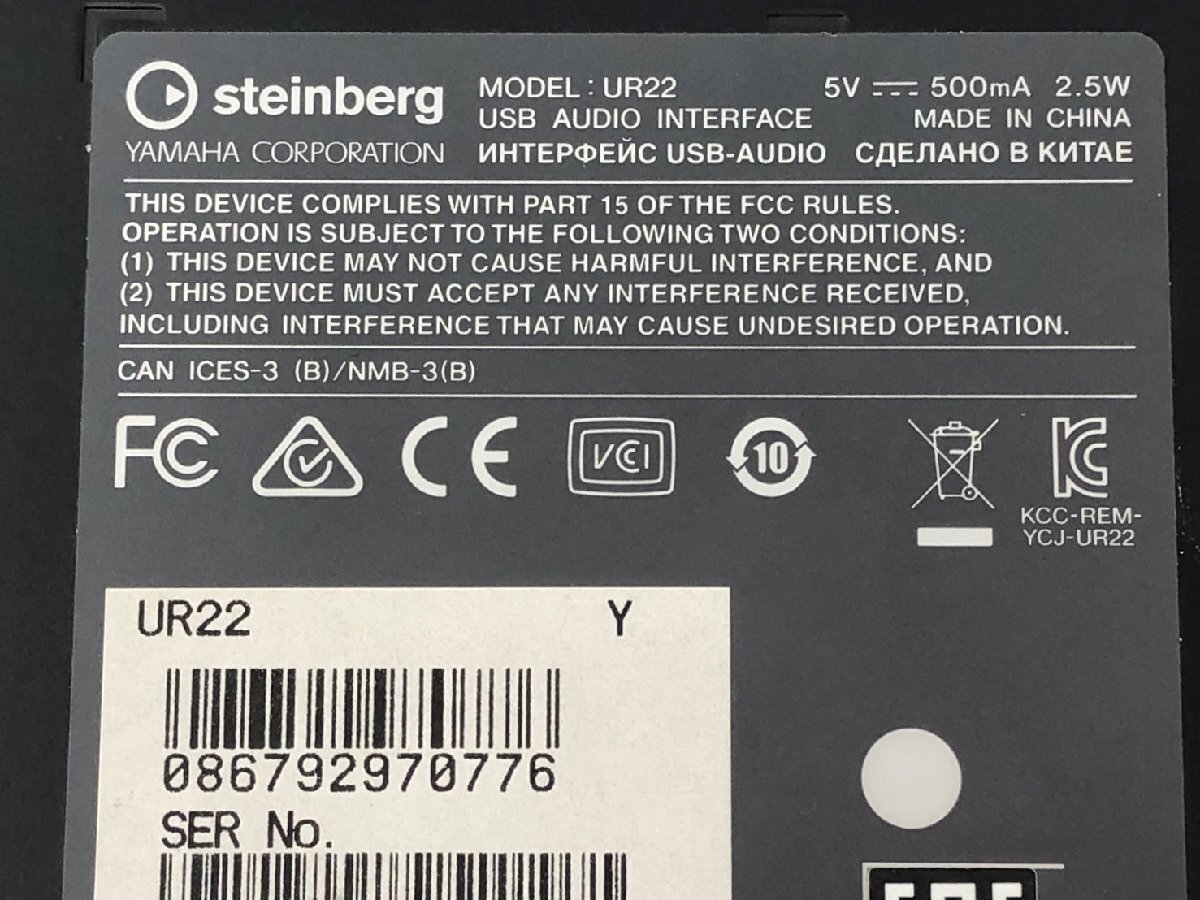 steinberg
YAMAHA CORPORATION
MODEL : UR22 5V 500mA 2.5W
USB AUDIO INTERFACE MADE IN CHINA
ИНТЕРФЕЙС USB-AUDIO СДЕЛАНО В КИТАЕ
THIS DEVICE COMPLIES WITH PART 15 OF THE FCC RULES.
OPERATION IS SUBJECT TO THE FOLLOWING TWO CONDITIONS:
(1) THIS DEVICE MAY NOT CAUSE HARMFUL INTERFERENCE, AND
(2) THIS DEVICE MUST ACCEPT ANY INTERFERENCE RECEIVED,
INCLUDING INTERFERENCE THAT MAY CAUSE UNDESIRED OPERATION.
CAN ICES-3 (B)/NMB-3(B)
FC CE VCI 10 KC
KCC-REM-
YCJ-UR22
UR22 Y
086792970776
SER No.